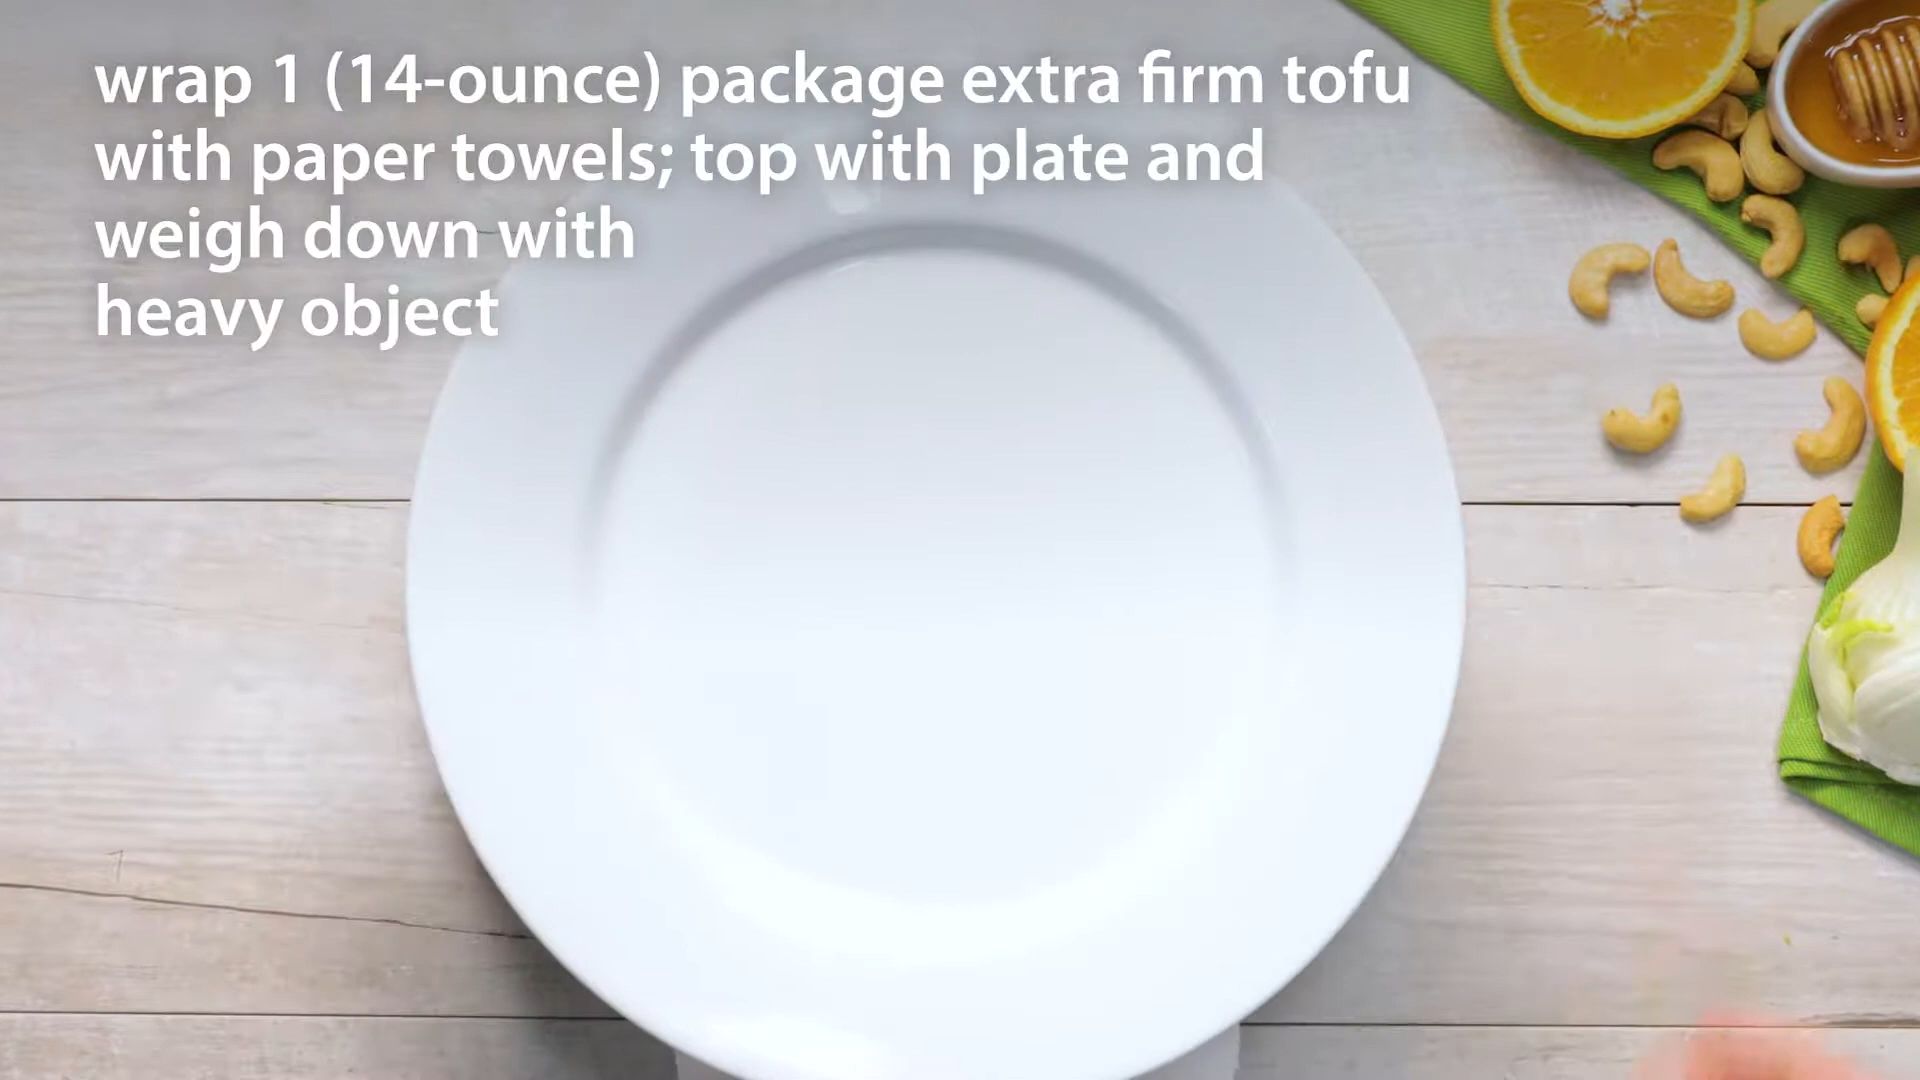 wrap 1 (14-ounce) package extra firm tofu
with paper towels; top with plate and
weigh down with
heavy object